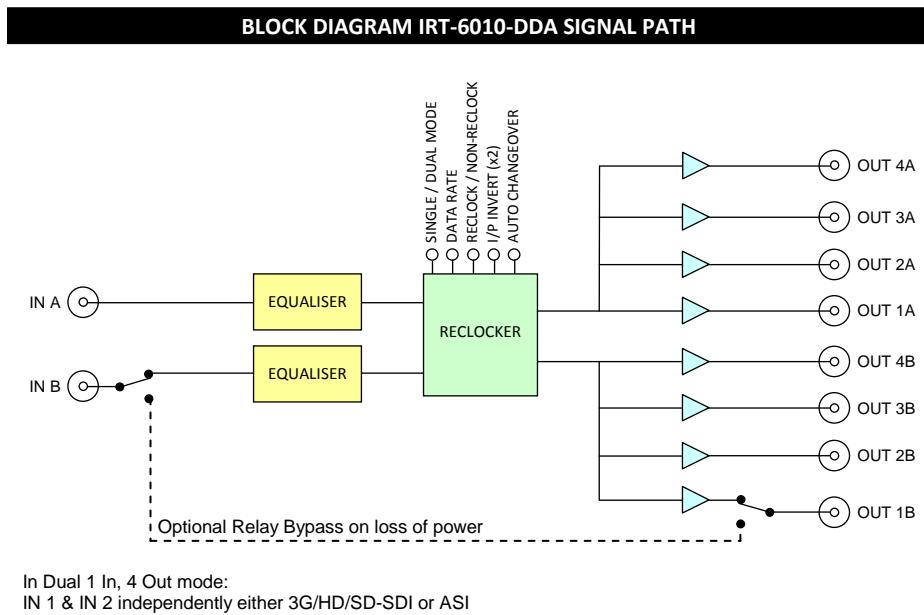 BLOCK DIAGRAM IRT-6010-DDA SIGNAL PATH
SINGLE / DUAL MODE
DATA RATE
RECLOCK / NON-RECLOCK
I/P INVERT (x2)
AUTO CHANGEOVER
OUT 4A
OUT 3A
OUT 2A
IN A
EQUALISER
RECLOCKER
OUT 1A
IN B
EQUALISER
OUT 4B
OUT 3B
OUT 2B
OUT 1B
Optional Relay Bypass on loss of power
In Dual 1 In, 4 Out mode:
IN 1 & IN 2 independently either 3G/HD/SD-SDI or ASI